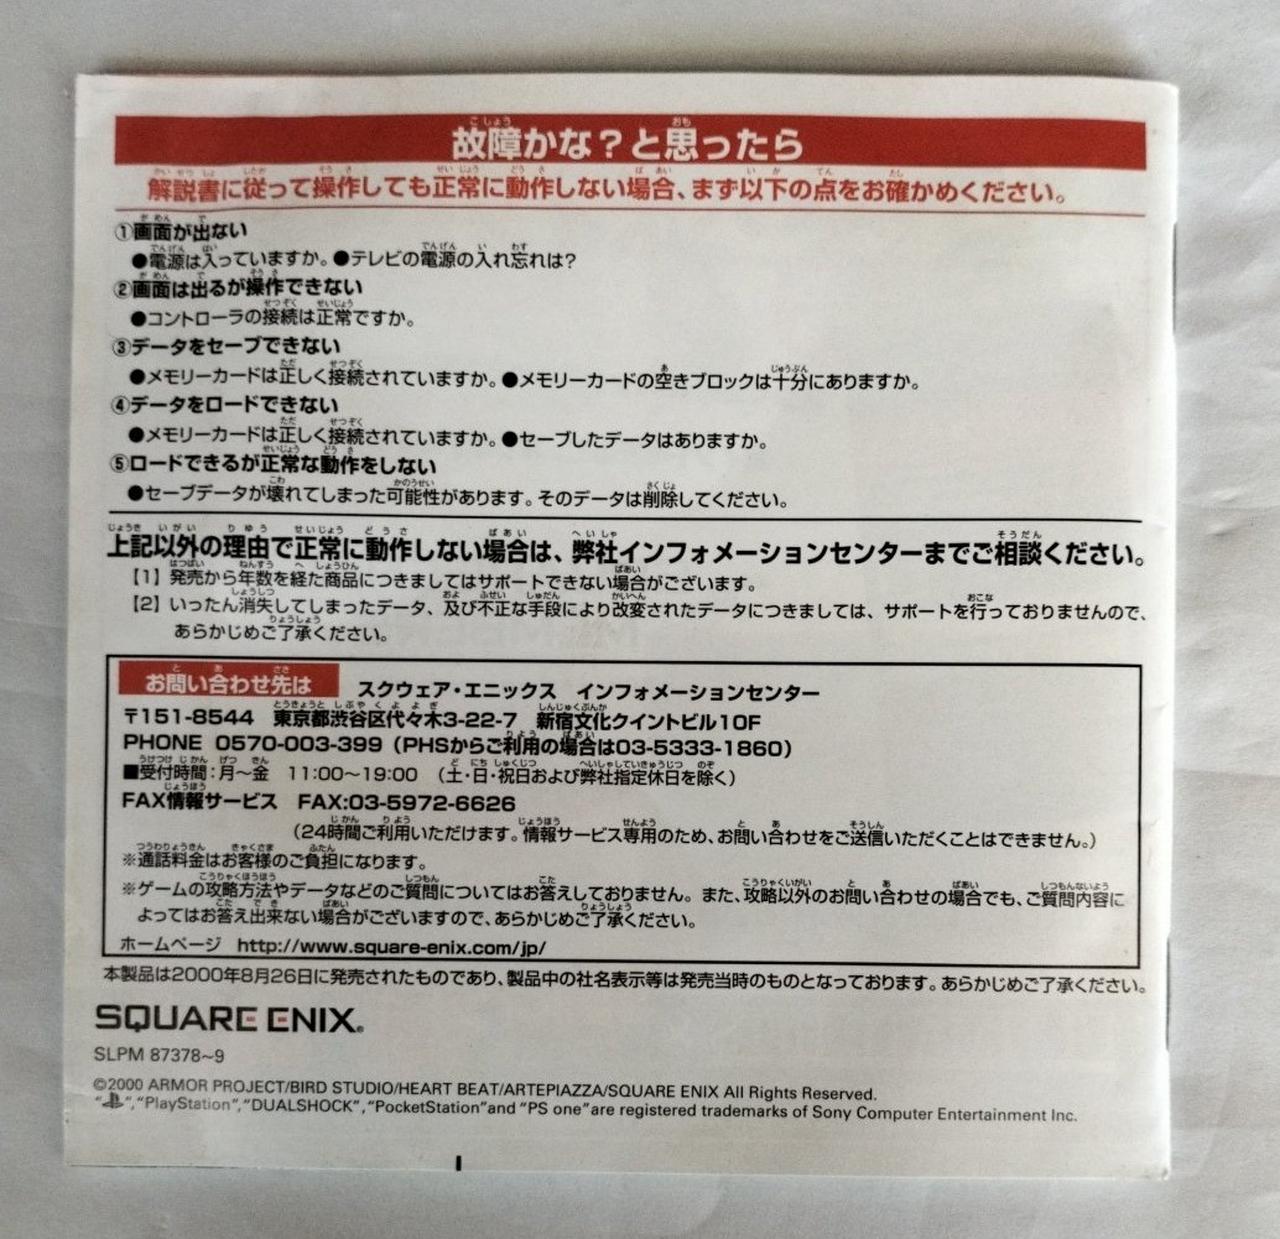 故障かな？と思ったら
解説書に従って操作しても正常に動作しない場合、まず以下の点をお確かめください。
①画面が出ない
●電源は入っていますか。●テレビの電源の入れ忘れは?
②画面は出るが操作できない
●コントローラの接続は正常ですか。
③データをセーブできない
●メモリーカードは正しく接続されていますか。●メモリーカードの空きブロックは十分にありますか。
④データをロードできない
●メモリーカードは正しく接続されていますか。●セーブしたデータはありますか。
⑤ロードできるが正常な動作をしない
●セーブデータが壊れてしまった可能性があります。そのデータは削除してください。
上記以外の理由で正常に動作しない場合は、弊社インフォメーションセンターまでご相談ください。
【1】発売から年数を経た商品につきましてはサポートできない場合がございます。
【2】いったん消失してしまったデータ、及び不正な手段により改変されたデータにつきましては、サポートを行っておりませんので、
あらかじめご了承ください。
お問い合わせ先は スクウェア・エニックス インフォメーションセンター
〒151-8544 東京都渋谷区代々木3-22-7 新宿文化クイントビル10F
PHONE 0570-003-399（PHSからご利用の場合は03-5333-1860）
■受付時間：月〜金 11:00〜19:00 （土・日・祝日および弊社指定休日を除く）
FAX情報サービス FAX:03-5972-6626
（24時間ご利用いただけます。情報サービス専用のため、お問い合わせをご送信いただくことはできません。）
※通話料金はお客様のご負担になります。
※ゲームの攻略方法やデータなどのご質問についてはお答えしておりません。また、攻略以外のお問い合わせの場合でも、ご質問内容に
よってはお答え出来ない場合がございますので、あらかじめご了承ください。
ホームページ http://www.square-enix.com/jp/
本製品は2000年8月26日に発売されたものであり、製品中の社名表示等は発売当時のものとなっております。あらかじめご了承ください。
SQUARE ENIX®
SLPM 87378~9
©2000 ARMOR PROJECT/BIRD STUDIO/HEART BEAT/ARTEPIAZZA/SQUARE ENIX All Rights Reserved.
"", "PlayStation", "DUALSHOCK", "PocketStation" and "PS one" are registered trademarks of Sony Computer Entertainment Inc.